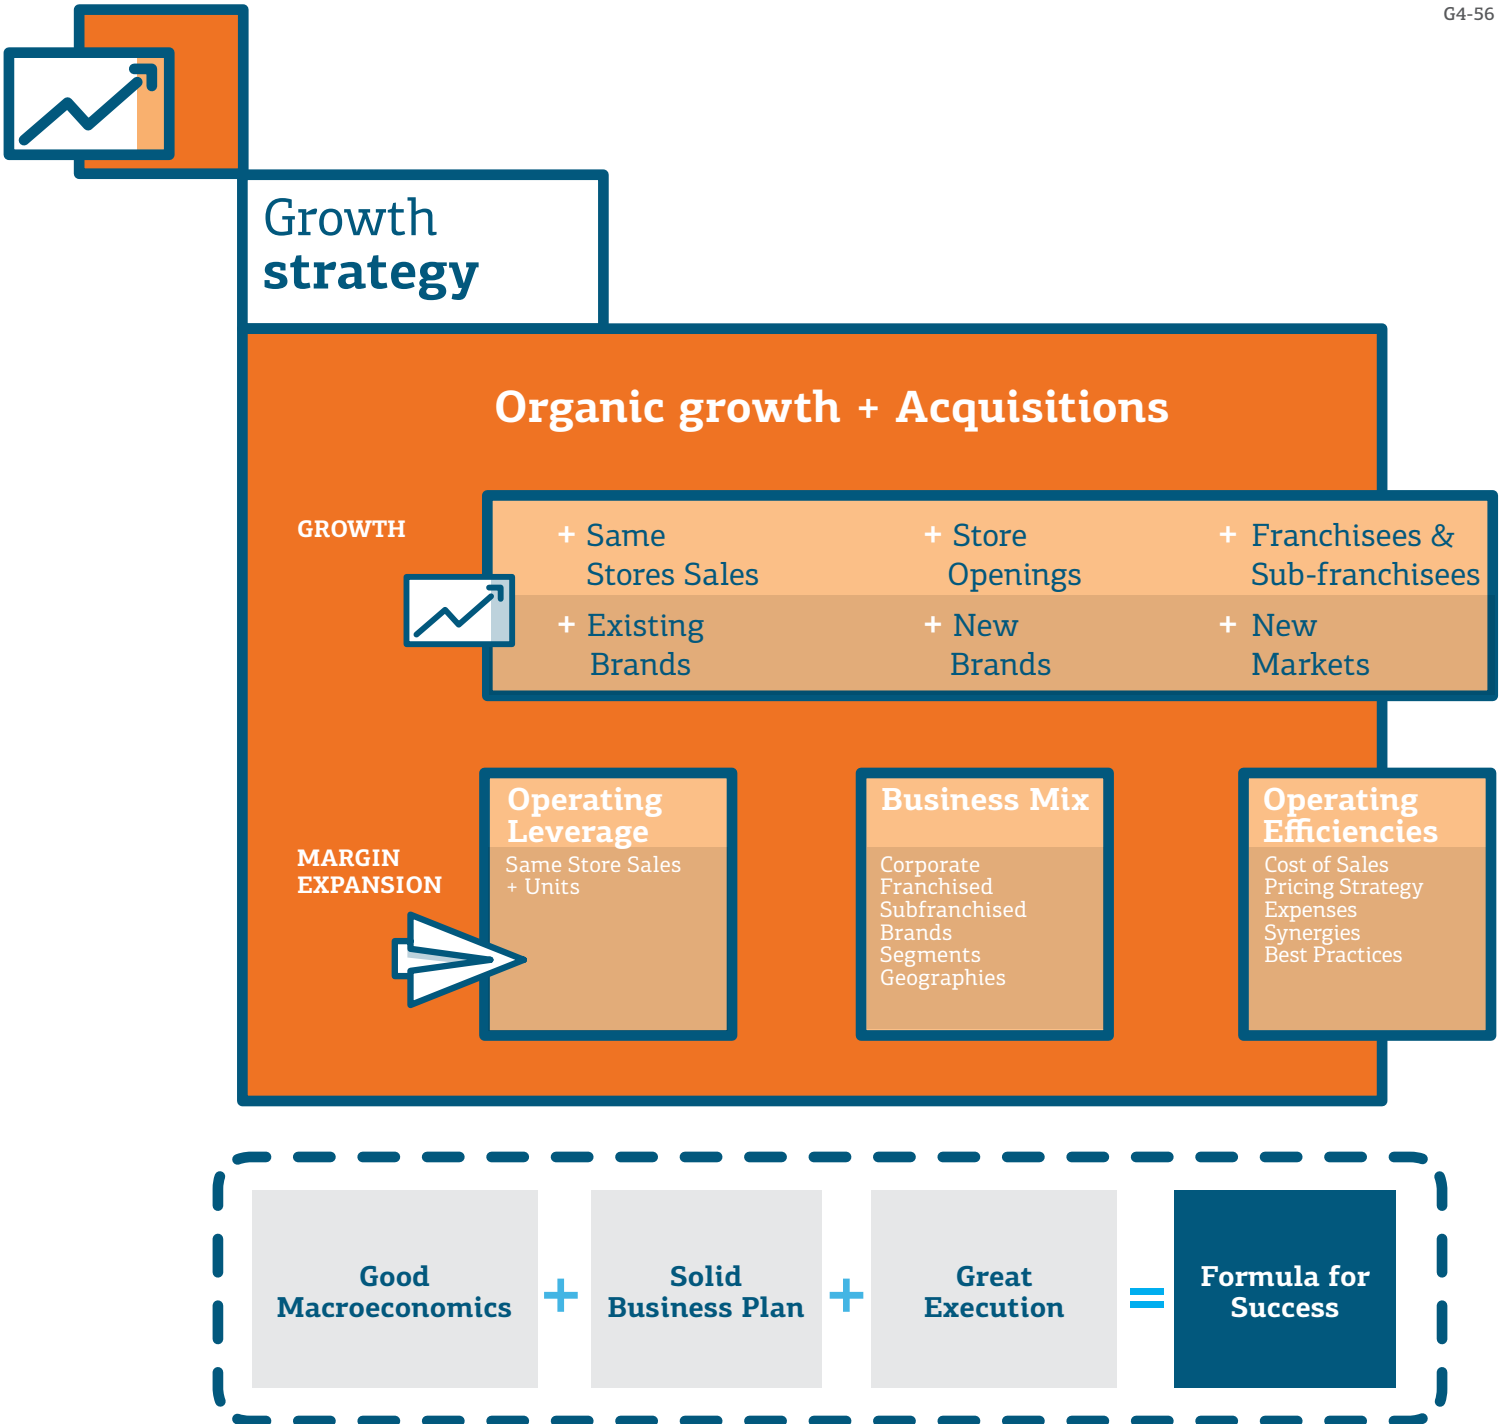 G4-56
Growth
strategy
Organic growth + Acquisitions
GROWTH
+ Same
Stores Sales
+ Store
Openings
+ Franchisees &
Sub-franchisees
+ Existing
Brands
+ New
Brands
+ New
Markets
MARGIN
EXPANSION
Operating
Leverage
Same Store Sales
+ Units
Business Mix
Corporate
Franchised
Subfranchised
Brands
Segments
Geographies
Operating
Efficiencies
Cost of Sales
Pricing Strategy
Expenses
Synergies
Best Practices
Good
Macroeconomics
+
Solid
Business Plan
+
Great
Execution
=
Formula for
Success